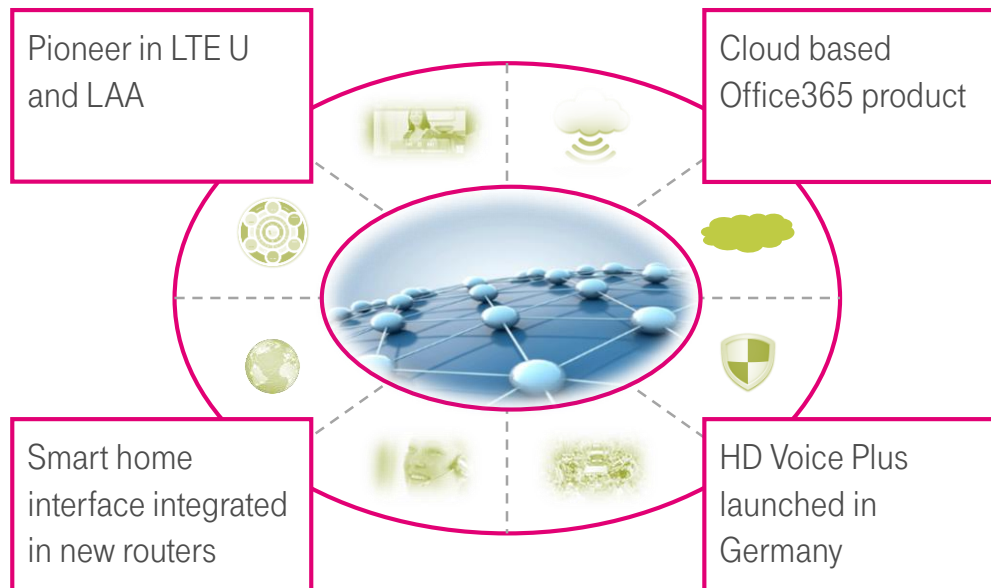 Pioneer in LTE U
and LAA
Cloud based
Office365 product
Smart home
interface integrated
in new routers
HD Voice Plus
launched in
Germany